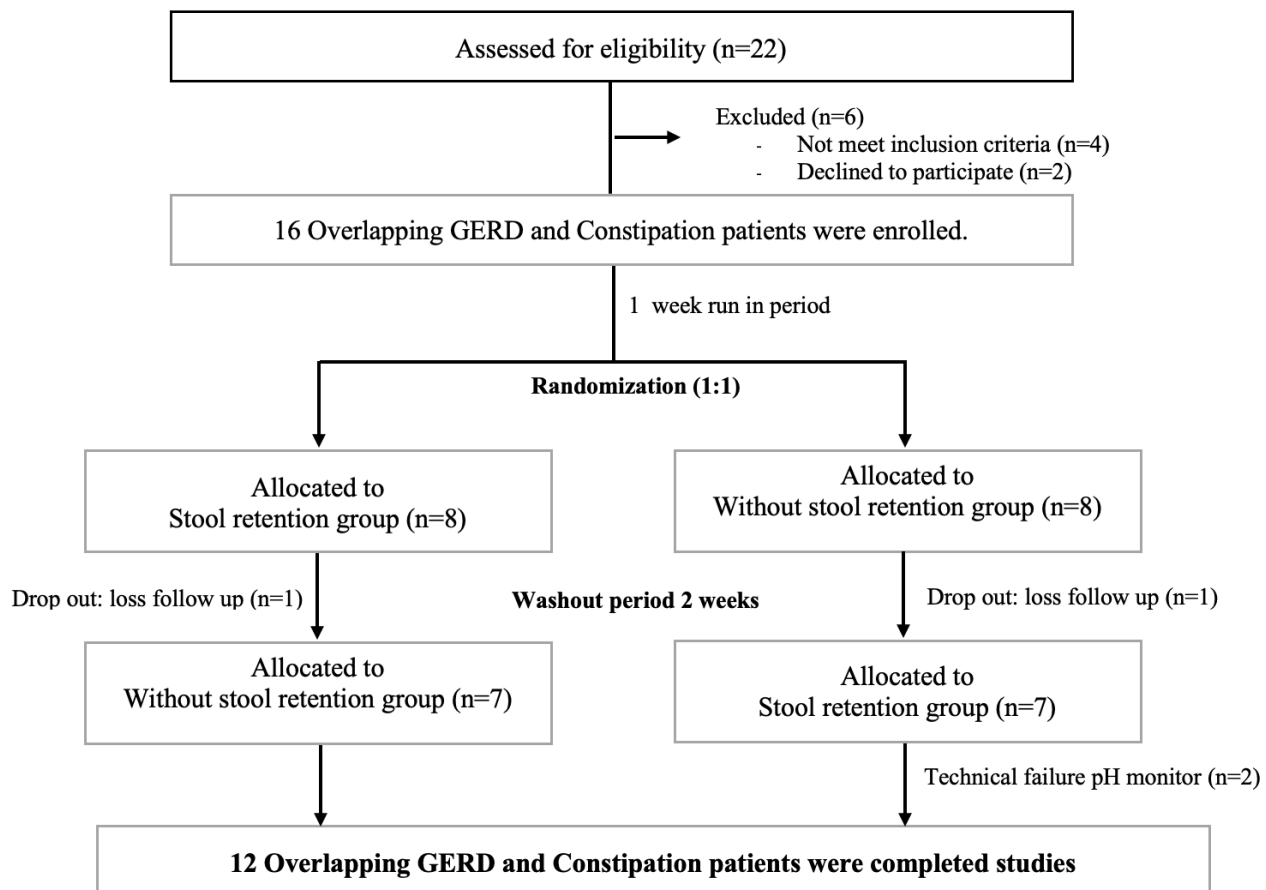 Assessed for eligibility (n=22)
Excluded (n=6)
- Not meet inclusion criteria (n=4)
- Declined to participate (n=2)
16 Overlapping GERD and Constipation patients were enrolled.
1 week run in period
Randomization (1:1)
Allocated to
Stool retention group (n=8)
Allocated to
Without stool retention group (n=8)
Drop out: loss follow up (n=1)
Washout period 2 weeks
Drop out: loss follow up (n=1)
Allocated to
Without stool retention group (n=7)
Allocated to
Stool retention group (n=7)
Technical failure pH monitor (n=2)
12 Overlapping GERD and Constipation patients were completed studies